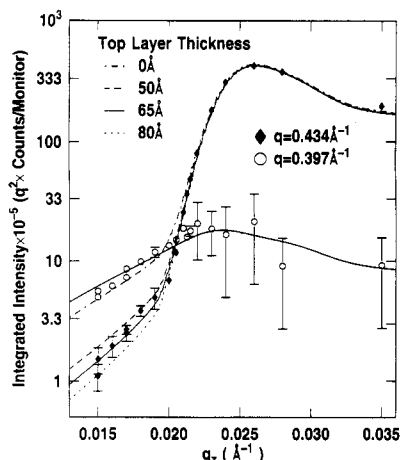 Integrated Intensity×10⁻⁵ (q²× Counts/Monitor)
10³
333
100
33
10
3.3
1
Top Layer Thickness
0Å
50Å
65Å
80Å
q=0.434Å⁻¹
q=0.397Å⁻¹
0.015 0.020 0.025 0.030 0.035
( Å⁻¹)